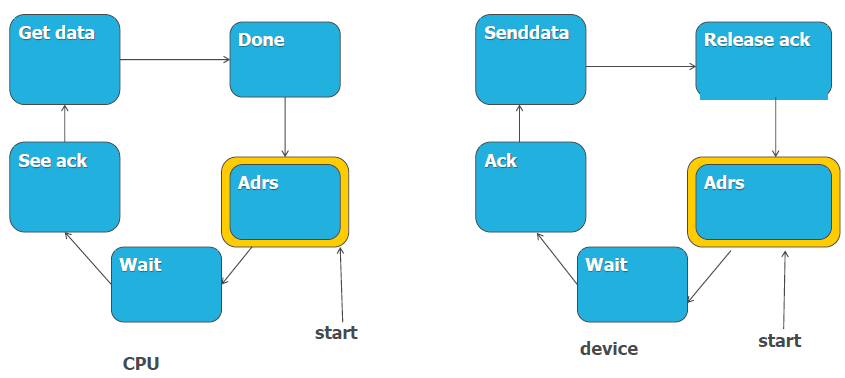 Get data
Done
See ack
Adrs
Wait
start
CPU
Senddata
Release ack
Ack
Adrs
Wait
start
device